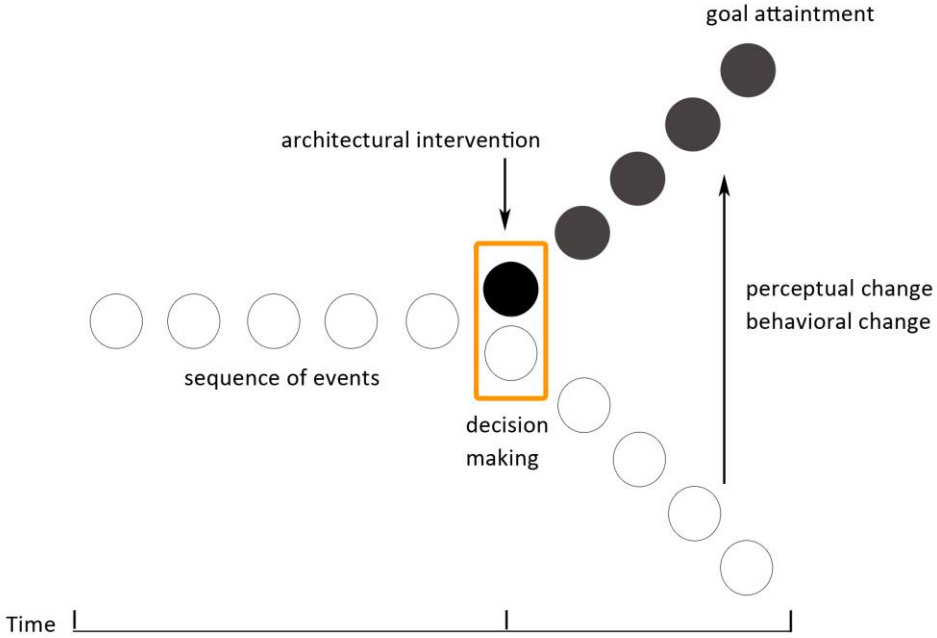 goal attaintment
architectural intervention
perceptual change
behavioral change
sequence of events
decision
making
Time